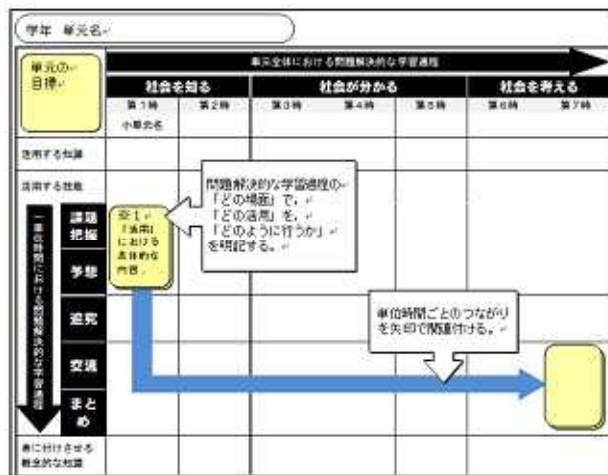 学年 単元名
単元の
目標
単元全体における問題解決的な学習過程
社会を知る 社会が分かる 社会を考える
第1時 第2時 第3時 第4時 第5時 第6時 第7時
小単元名
活用する知識
活用する技能
一単位時間における問題解決的な学習過程
課題
把握
予想
追究
交流
まと
め
※1
「活用」
における
具体的な
内容
問題解決的な学習過程の
「どの場面」で,
「どの活用」を,
「どのように行うか」
を明記する。
単位時間ごとのつながり
を矢印で関連付ける。
身に付けさせる
概念的な知識